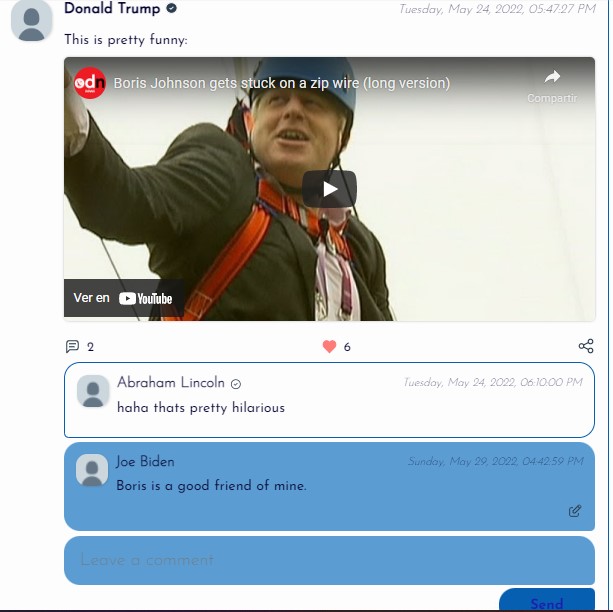 Donald Trump
Tuesday, May 24, 2022, 05:47:27 PM
This is pretty funny:
odn
Boris Johnson gets stuck on a zip wire (long version)
Compartir
Ver en YouTube
2
6
Abraham Lincoln
Tuesday, May 24, 2022, 06:10:00 PM
haha thats pretty hilarious
Joe Biden
Sunday, May 29, 2022, 04:42:59 PM
Boris is a good friend of mine.
Leave a comment
Send